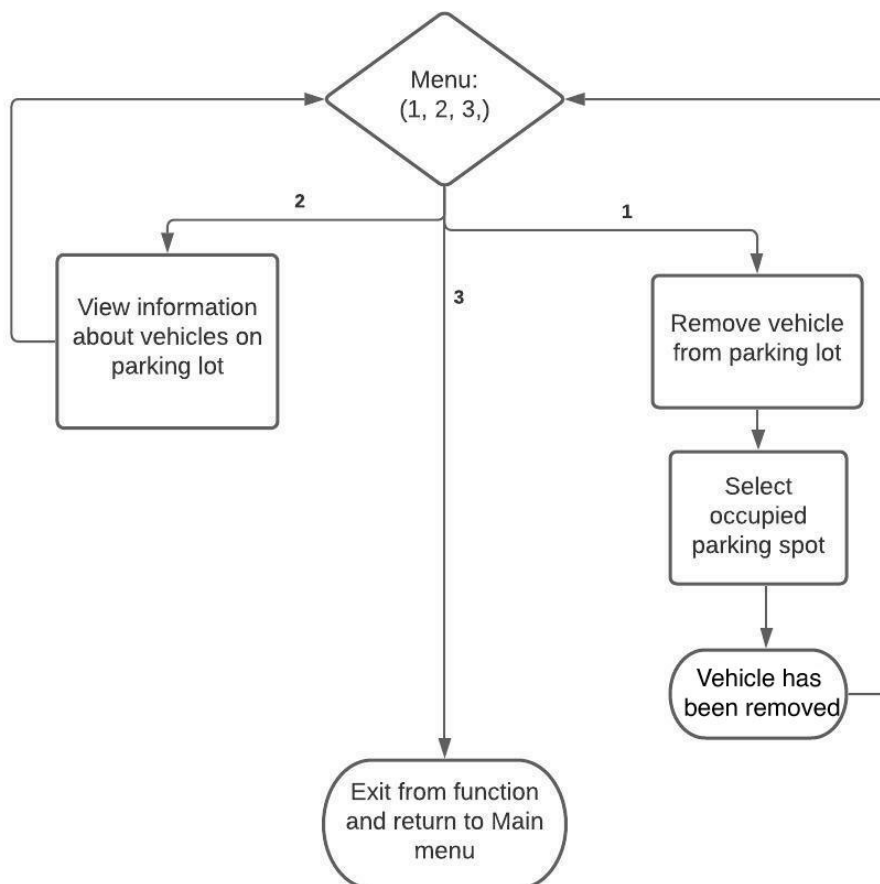 Menu:
(1, 2, 3,)
2
1
3
View information
about vehicles on
parking lot
Remove vehicle
from parking lot
Select
occupied
parking spot
Vehicle has
been removed
Exit from function
and return to Main
menu